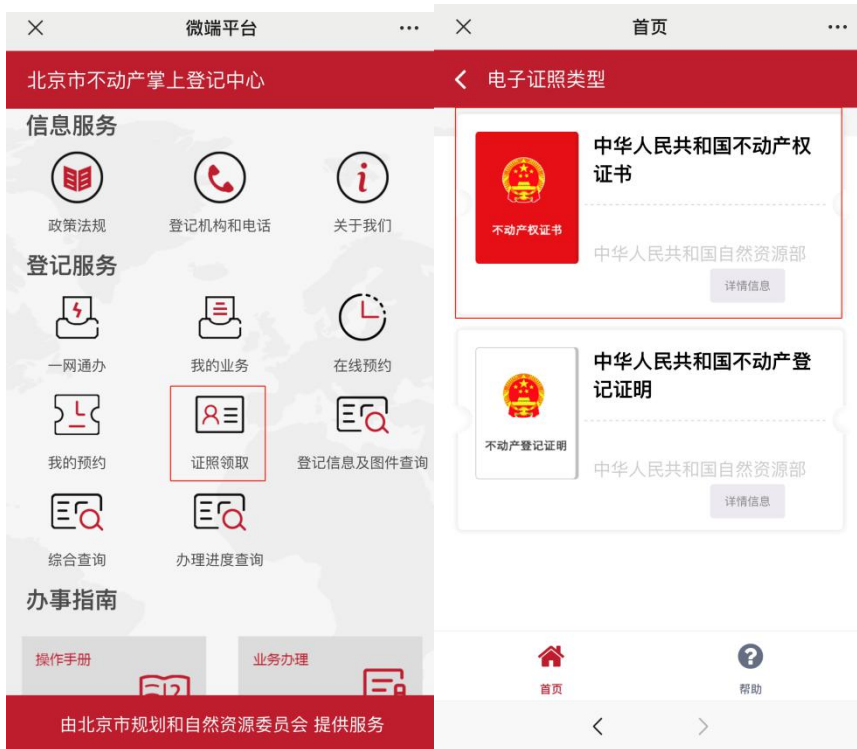 微端平台
北京市不动产掌上登记中心
信息服务
政策法规
登记机构和电话
关于我们
登记服务
一网通办
我的业务
在线预约
我的预约
证照领取
登记信息及图件查询
综合查询
办理进度查询
办事指南
操作手册
业务办理
由北京市规划和自然资源委员会 提供服务
首页
电子证照类型
不动产权证书
中华人民共和国不动产权
证书
中华人民共和国自然资源部
详情信息
不动产登记证明
中华人民共和国不动产登
记证明
中华人民共和国自然资源部
详情信息
首页
帮助